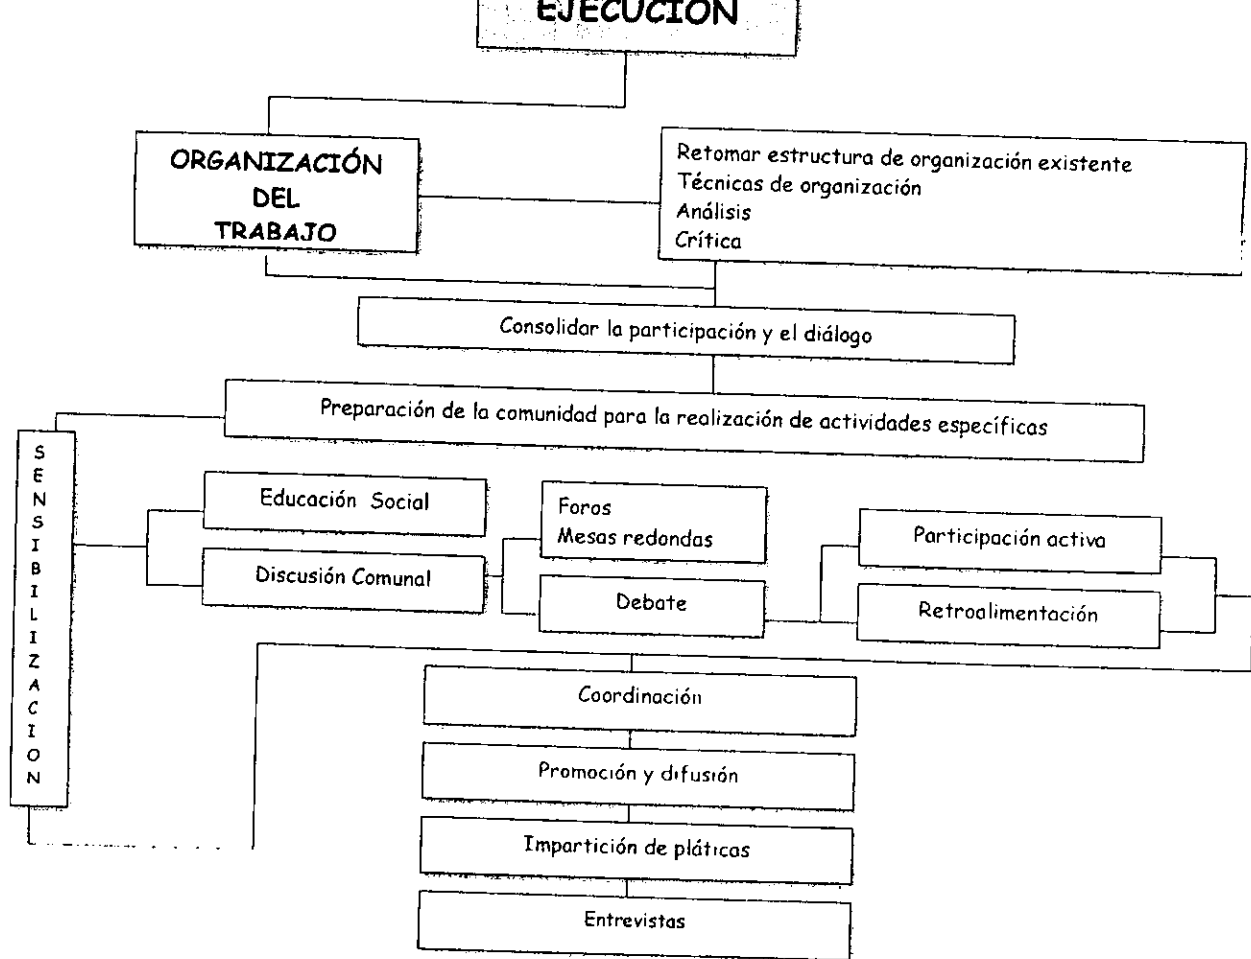 EJECUCIÓN
ORGANIZACIÓN
DEL
TRABAJO
Retomar estructura de organización existente
Técnicas de organización
Análisis
Crítica
Consolidar la participación y el diálogo
Preparación de la comunidad para la realización de actividades específicas
SENSIBILIZACION
Educación Social
Discusión Comunal
Foros
Mesas redondas
Debate
Participación activa
Retroalimentación
Coordinación
Promoción y difusión
Impartición de pláticas
Entrevistas